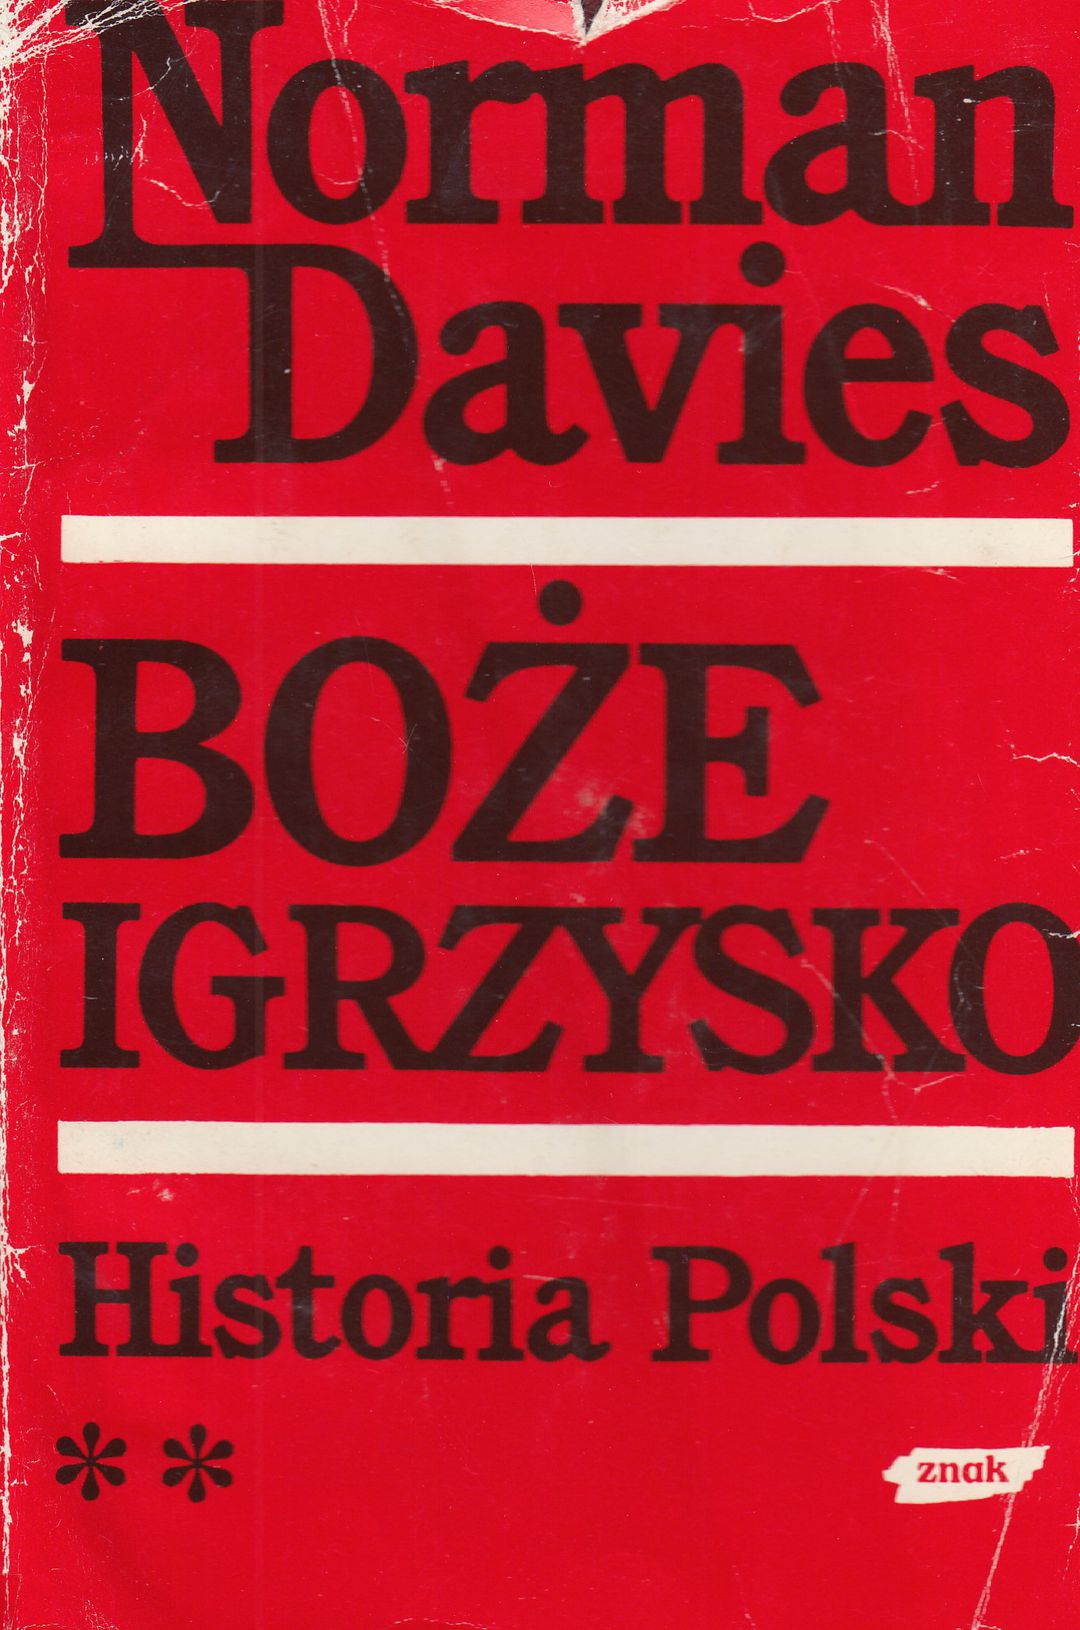 Norman
Davies
BOŻE
IGRZYSKO
Historia Polski
* *
znak